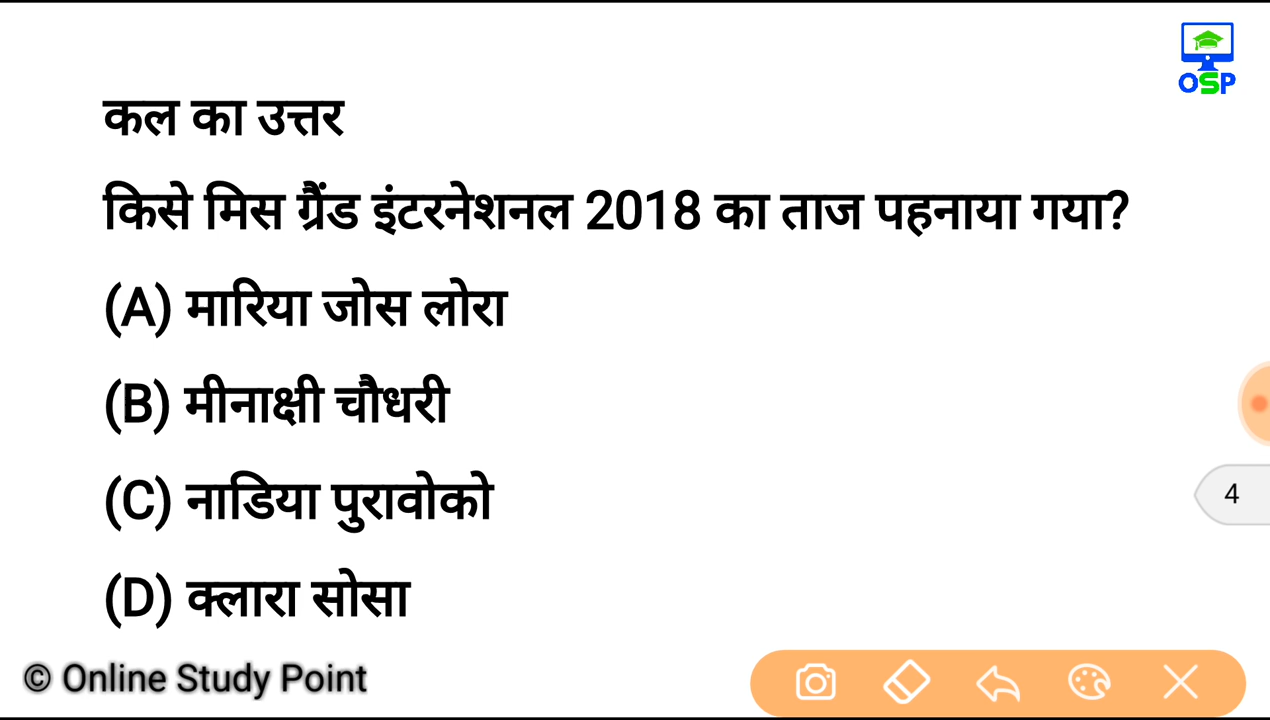 OSP
कल का उत्तर
किसे मिस ग्रैंड इंटरनेशनल 2018 का ताज पहनाया गया?
(A) मारिया जोस लोरा
(B) मीनाक्षी चौधरी
(C) नाडिया पुरावोको
(D) क्लारा सोसा
4
© Online Study Point